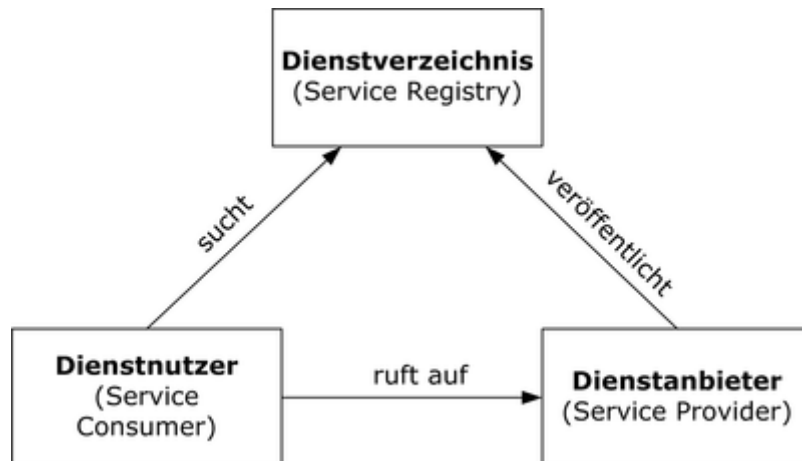 Dienstverzeichnis
(Service Registry)
sucht
veröffentlicht
Dienstnutzer
(Service
Consumer)
ruft auf
Dienstanbieter
(Service Provider)